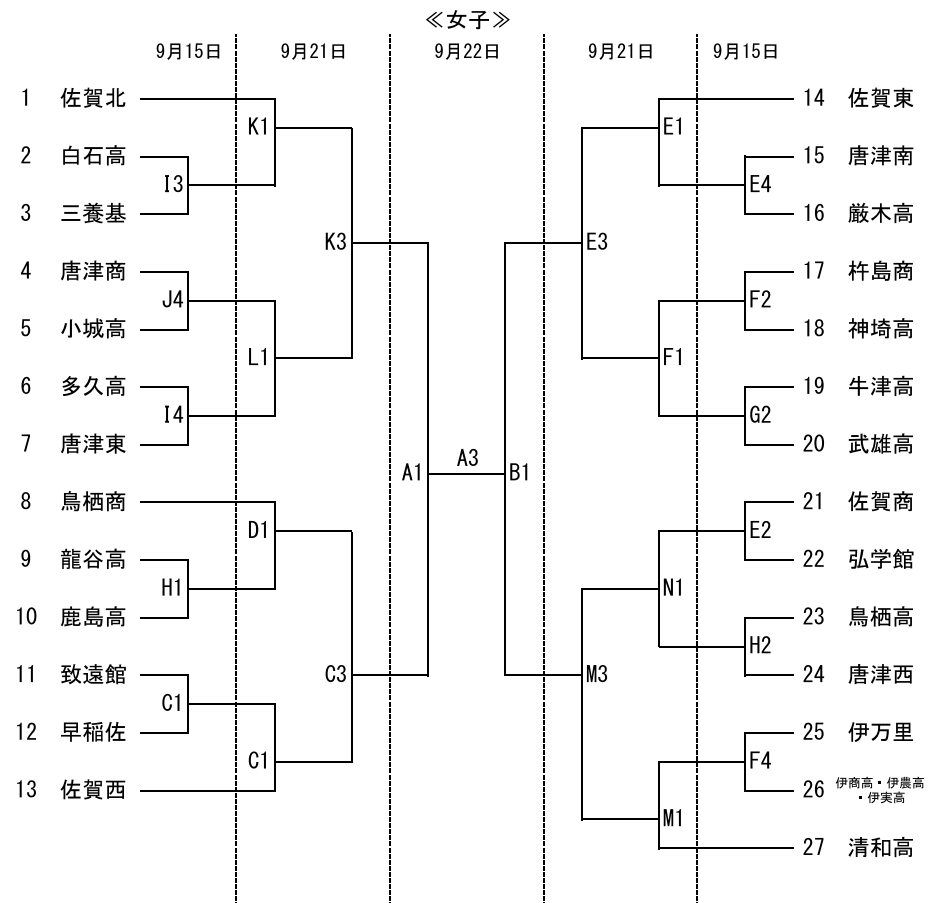 ≪女子≫
9月15日 9月21日 9月22日 9月21日 9月15日
1 佐賀北 14 佐賀東
K1 E1
2 白石高 15 唐津南
I3 E4
3 三養基 16 厳木高
K3 E3
4 唐津商 17 杵島商
J4 F2
5 小城高 18 神埼高
L1 F1
6 多久高 19 牛津高
I4 G2
7 唐津東 20 武雄高
A1 A3 B1
8 鳥栖商 21 佐賀商
D1 E2
9 龍谷高 22 弘学館
H1 N1
10 鹿島高 23 鳥栖高
H2
11 致遠館 24 唐津西
C3 M3
C1
12 早稲佐 25 伊万里
C1 F4
13 佐賀西 26 伊商高・伊農高
・伊実高
M1
27 清和高